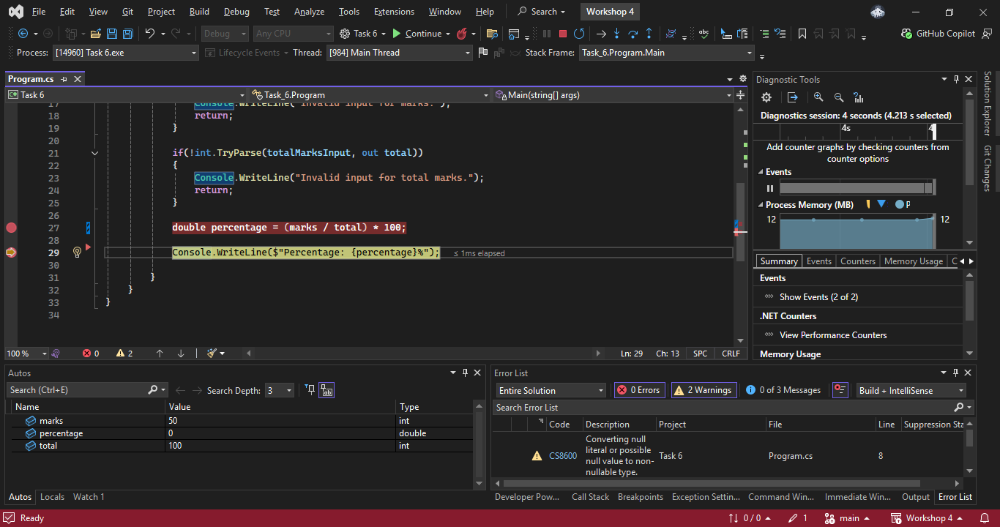 File Edit View Git Project Build Debug Test Analyze Tools Extensions Window Help Search Workshop 4
Debug Any CPU Task 6 Continue GitHub Copilot
Process: [14960] Task 6.exe Lifecycle Events Thread: [984] Main Thread Stack Frame: Task_6.Program.Main
Program.cs
C# Task 6 Task_6.Program Main(string[] args)
17 Console.WriteLine("Invalid input for marks.");
18 return;
19 }
20
21 if(!int.TryParse(totalMarksInput, out total))
22 {
23 Console.WriteLine("Invalid input for total marks.");
24 return;
25 }
26
27 double percentage = (marks / total) * 100;
28
29 Console.WriteLine($"Percentage: {percentage}%"); ≤ 1ms elapsed
30
31 }
32 }
33 }
34
100 % 0 2 Ln: 29 Ch: 13 SPC CRLF
Diagnostic Tools
Diagnostics session: 4 seconds (4.213 s selected)
4s 4
Add counter graphs by checking counters from
counter options
Events
Process Memory (MB) P
12 12
Summary Events Counters Memory Usage C
Events
Show Events (2 of 2)
.NET Counters
View Performance Counters
Memory Usage
Solution Explorer
Git Changes
Autos
Search (Ctrl+E) Search Depth: 3
Name Value Type
marks 50 int
percentage 0 double
total 100 int
Autos Locals Watch 1
Error List
Entire Solution 0 Errors 2 Warnings 0 of 3 Messages Build + IntelliSense
Search Error List
Code Description Project File Line Suppression Sta
CS8600 Converting null literal or possible null value to non-nullable type. Task 6 Program.cs 8
Developer Pow... Call Stack Breakpoints Exception Settin... Command Win... Immediate Win... Output Error List
Ready 0 / 0 1 main Workshop 4